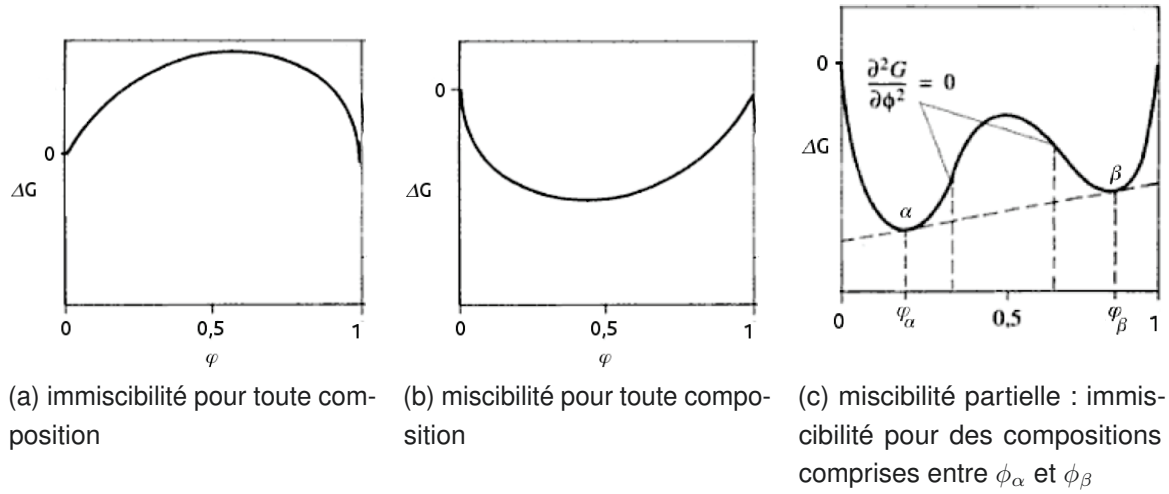 0
ΔG
0
0,5
1
φ
(a) immiscibilité pour toute com-
position
0
ΔG
0
0,5
1
φ
(b) miscibilité pour toute compo-
sition
0
∂²G
∂ϕ²
= 0
ΔG
α
β
0
φα
0,5
φβ
1
(c) miscibilité partielle : immis-
cibilité pour des compositions
comprises entre ϕα et ϕβ